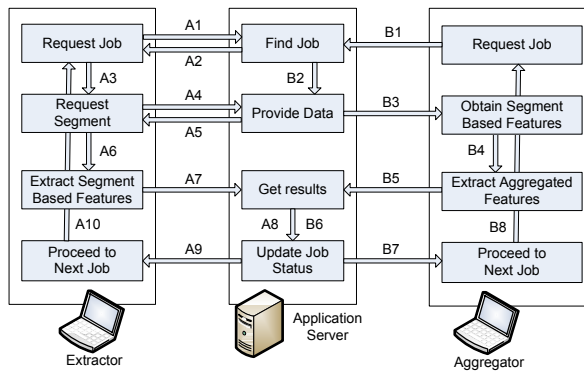 A1
B1
Request Job
Find Job
Request Job
A2
A3
B2
A4
B3
Request
Segment
Provide Data
Obtain Segment
Based Features
A5
A6
B4
A7
B5
Extract Segment
Based Features
Get results
Extract Aggregated
Features
A10
A8
B6
B8
A9
B7
Proceed to
Next Job
Update Job
Status
Proceed to
Next Job
Application
Server
Extractor
Aggregator